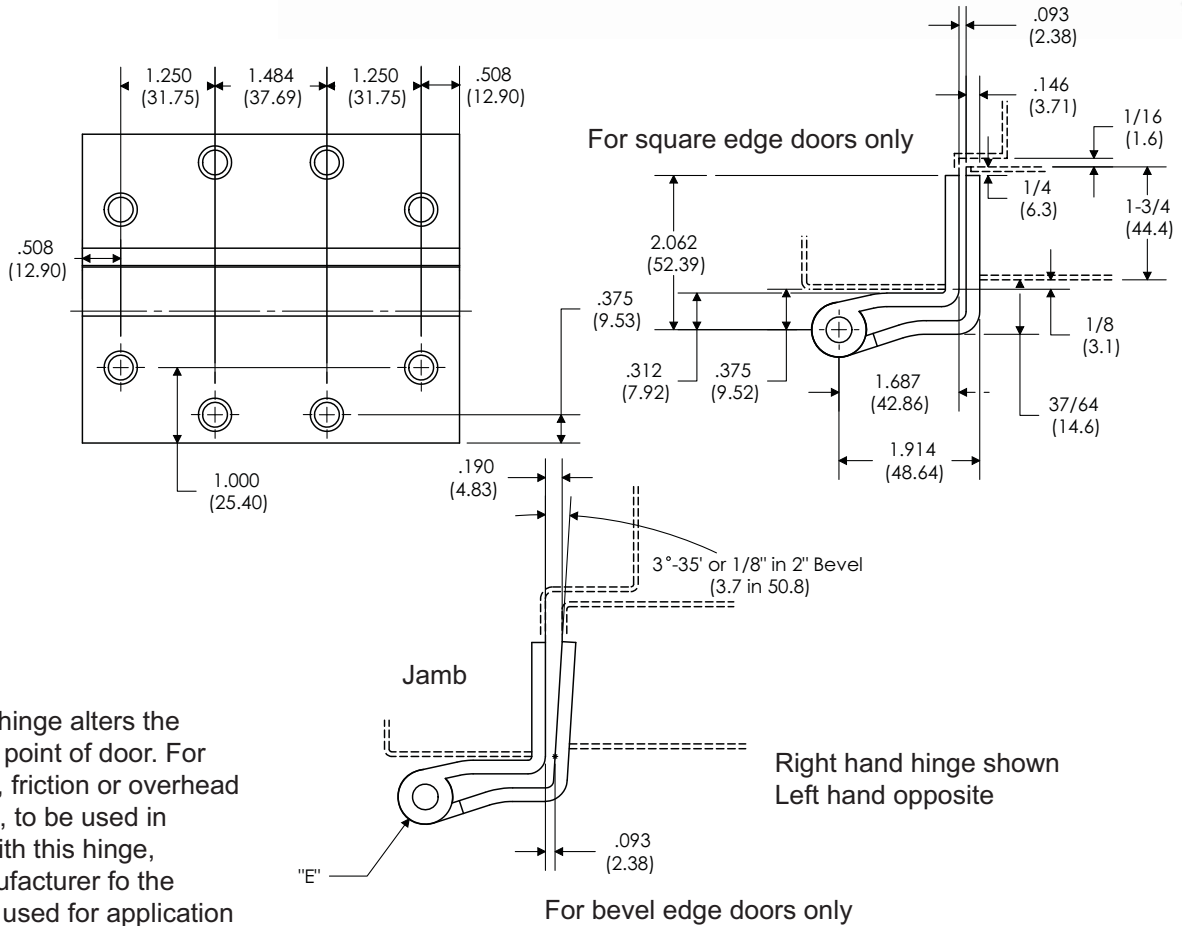 .093
(2.38)
1.250
(31.75)
1.484
(37.69)
1.250
(31.75)
.508
(12.90)
.146
(3.71)
1/16
(1.6)
For square edge doors only
1/4
(6.3)
1-3/4
(44.4)
.508
(12.90)
2.062
(52.39)
.375
(9.53)
1/8
(3.1)
.312
(7.92)
.375
(9.52)
1.687
(42.86)
37/64
(14.6)
1.914
(48.64)
1.000
(25.40)
.190
(4.83)
3°-35' or 1/8" in 2" Bevel
(3.7 in 50.8)
Jamb
hinge alters the
point of door. For
, friction or overhead
, to be used in
ith this hinge,
ufacturer fo the
used for application
Right hand hinge shown
Left hand opposite
.093
(2.38)
"E"
For bevel edge doors only